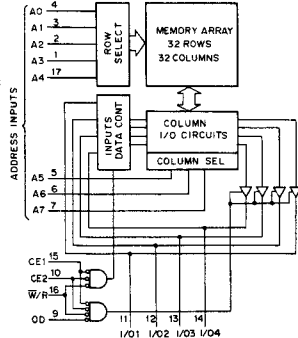 ADDRESS INPUTS
A0 4
A1 3
A2 2
A3 1
A4 17
ROW SELECT
MEMORY ARRAY
32 ROWS
32 COLUMNS
INPUTS DATA CONT
COLUMN
I/O CIRCUITS
COLUMN SEL
A5 5
A6 6
A7 7
CE1 15
CE2 10
W/R 16
OD 9
11 12 13 14
I/O1 I/O2 I/O3 I/O4